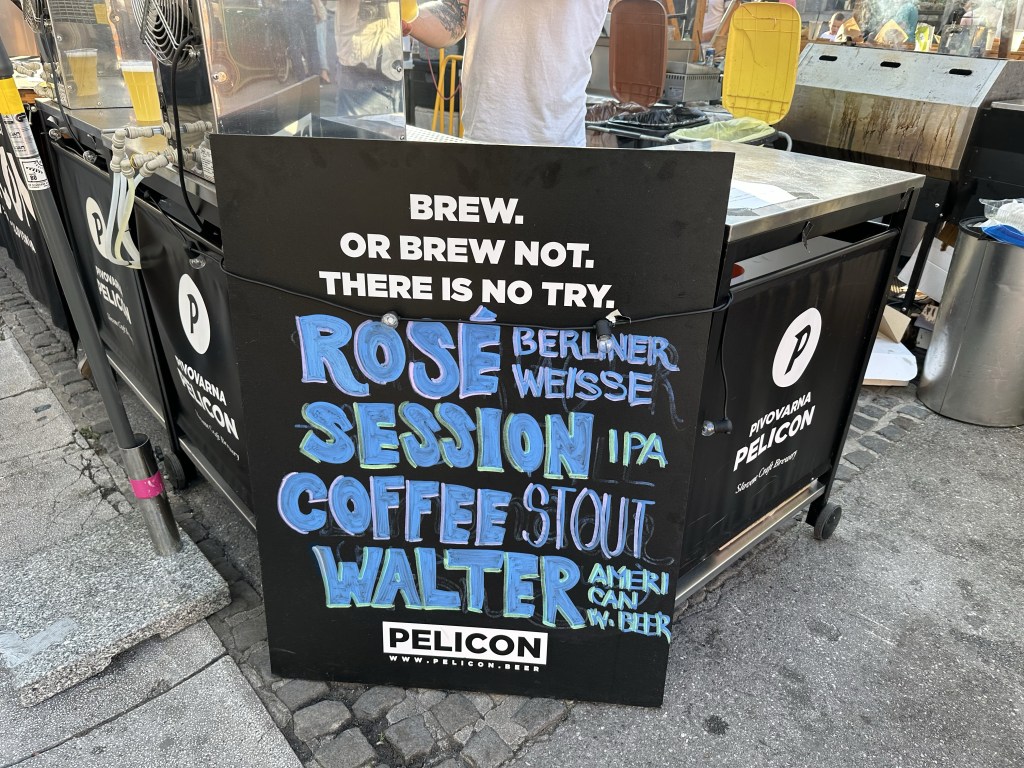 BREW.
OR BREW NOT.
THERE IS NO TRY.
ROSÉ BERLINER
WEISSE
SESSION IPA
COFFEE STOUT
WALTER AMERI
CAN
W. BEER
PELICON
WWW.PELICON.BEER
P
PIVOVARNA
PELICON
P
PIVOVARNA
PELICON
Slovene Craft Brewery
PELICON